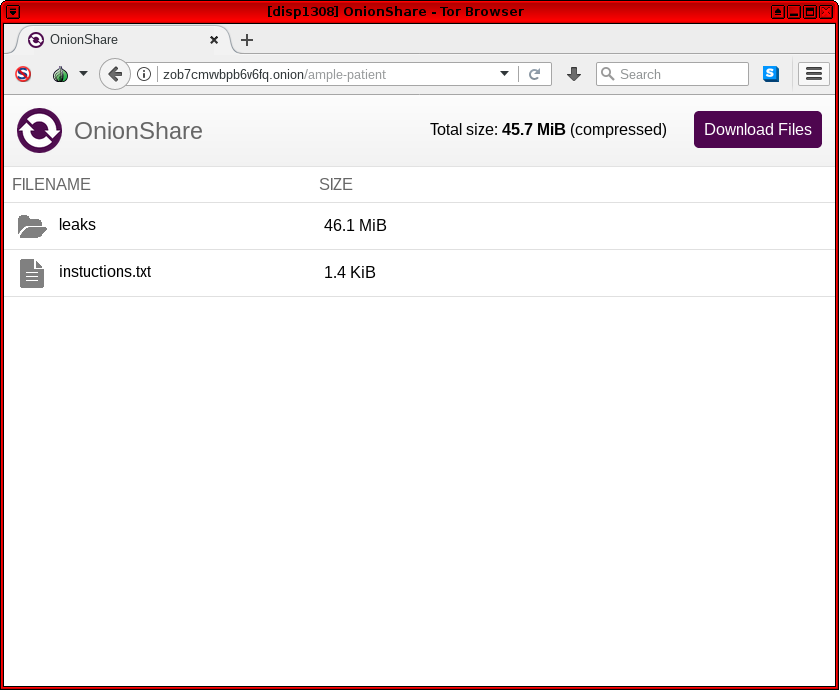 [disp1308] OnionShare - Tor Browser
OnionShare
zob7cmwbpb6v6fq.onion/ample-patient
Search
OnionShare
Total size: 45.7 MiB (compressed)
Download Files
FILENAME SIZE
leaks 46.1 MiB
instuctions.txt 1.4 KiB